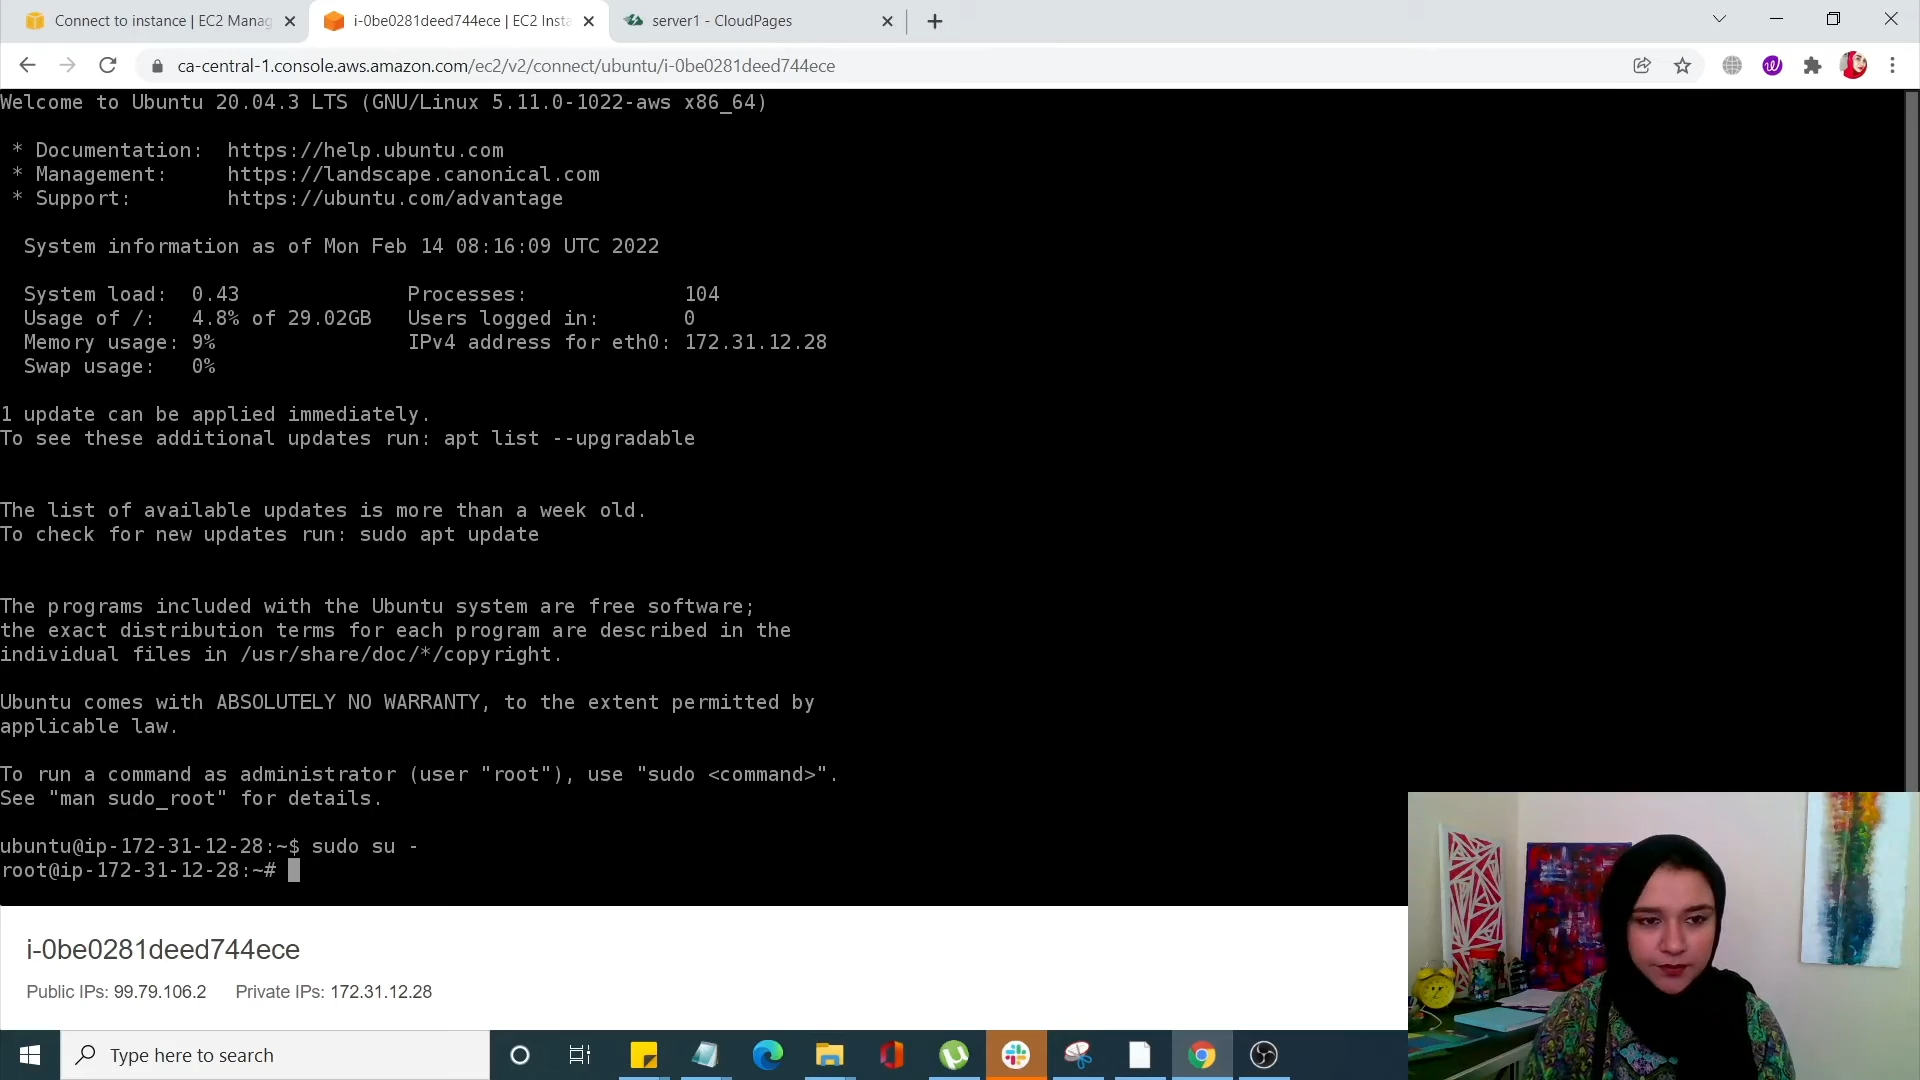 Connect to instance | EC2 Manag
i-0be0281deed744ece | EC2 Insta
server1 - CloudPages
ca-central-1.console.aws.amazon.com/ec2/v2/connect/ubuntu/i-0be0281deed744ece
Welcome to Ubuntu 20.04.3 LTS (GNU/Linux 5.11.0-1022-aws x86_64)
* Documentation: https://help.ubuntu.com
* Management: https://landscape.canonical.com
* Support: https://ubuntu.com/advantage
System information as of Mon Feb 14 08:16:09 UTC 2022
System load: 0.43 Processes: 104
Usage of /: 4.8% of 29.02GB Users logged in: 0
Memory usage: 9% IPv4 address for eth0: 172.31.12.28
Swap usage: 0%
1 update can be applied immediately.
To see these additional updates run: apt list --upgradable
The list of available updates is more than a week old.
To check for new updates run: sudo apt update
The programs included with the Ubuntu system are free software;
the exact distribution terms for each program are described in the
individual files in /usr/share/doc/*/copyright.
Ubuntu comes with ABSOLUTELY NO WARRANTY, to the extent permitted by
applicable law.
To run a command as administrator (user "root"), use "sudo <command>".
See "man sudo_root" for details.
ubuntu@ip-172-31-12-28:~$ sudo su -
root@ip-172-31-12-28:~#
i-0be0281deed744ece
Public IPs: 99.79.106.2 Private IPs: 172.31.12.28
Type here to search